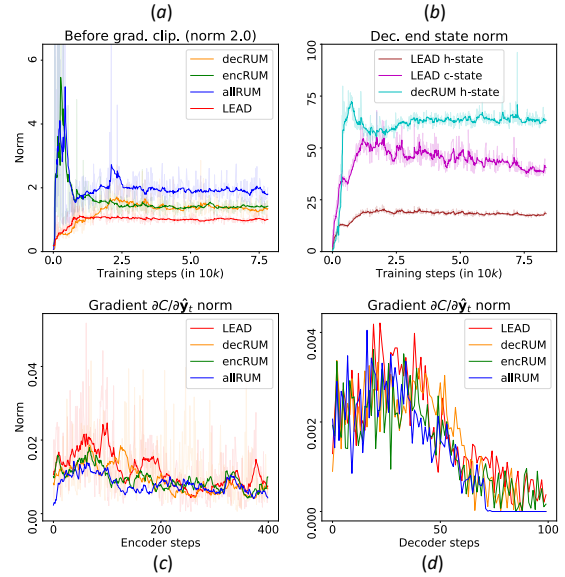 (a)
(b)
Before grad. clip. (norm 2.0)
decRUM
encRUM
allRUM
LEAD
Norm
6
4
2
0
0.0 2.5 5.0 7.5
Training steps (in 10k)
Dec. end state norm
LEAD h-state
LEAD c-state
decRUM h-state
100
75
50
25
0
0.0 2.5 5.0 7.5
Training steps (in 10k)
Gradient ∂C/∂ŷₜ norm
LEAD
decRUM
encRUM
allRUM
Norm
0.04
0.02
0.00
0 200 400
Encoder steps
(c)
Gradient ∂C/∂ŷₜ norm
LEAD
decRUM
encRUM
allRUM
0.004
0.002
0.000
0 50 100
Decoder steps
(d)